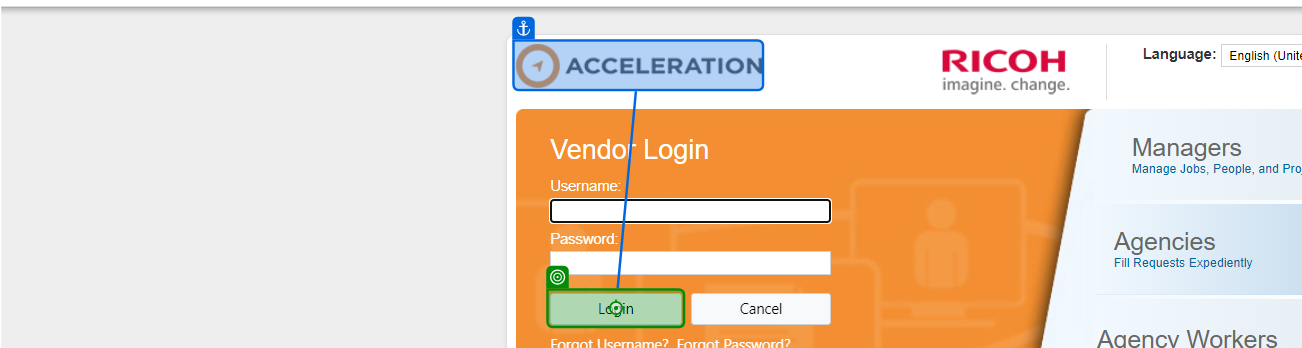 ACCELERATION
RICOH
imagine. change.
Language: English (Unite
Vendor Login
Username:
Password:
Login Cancel
Forgot Username? Forgot Password?
Managers
Manage Jobs, People, and Pro
Agencies
Fill Requests Expediently
Agency Workers